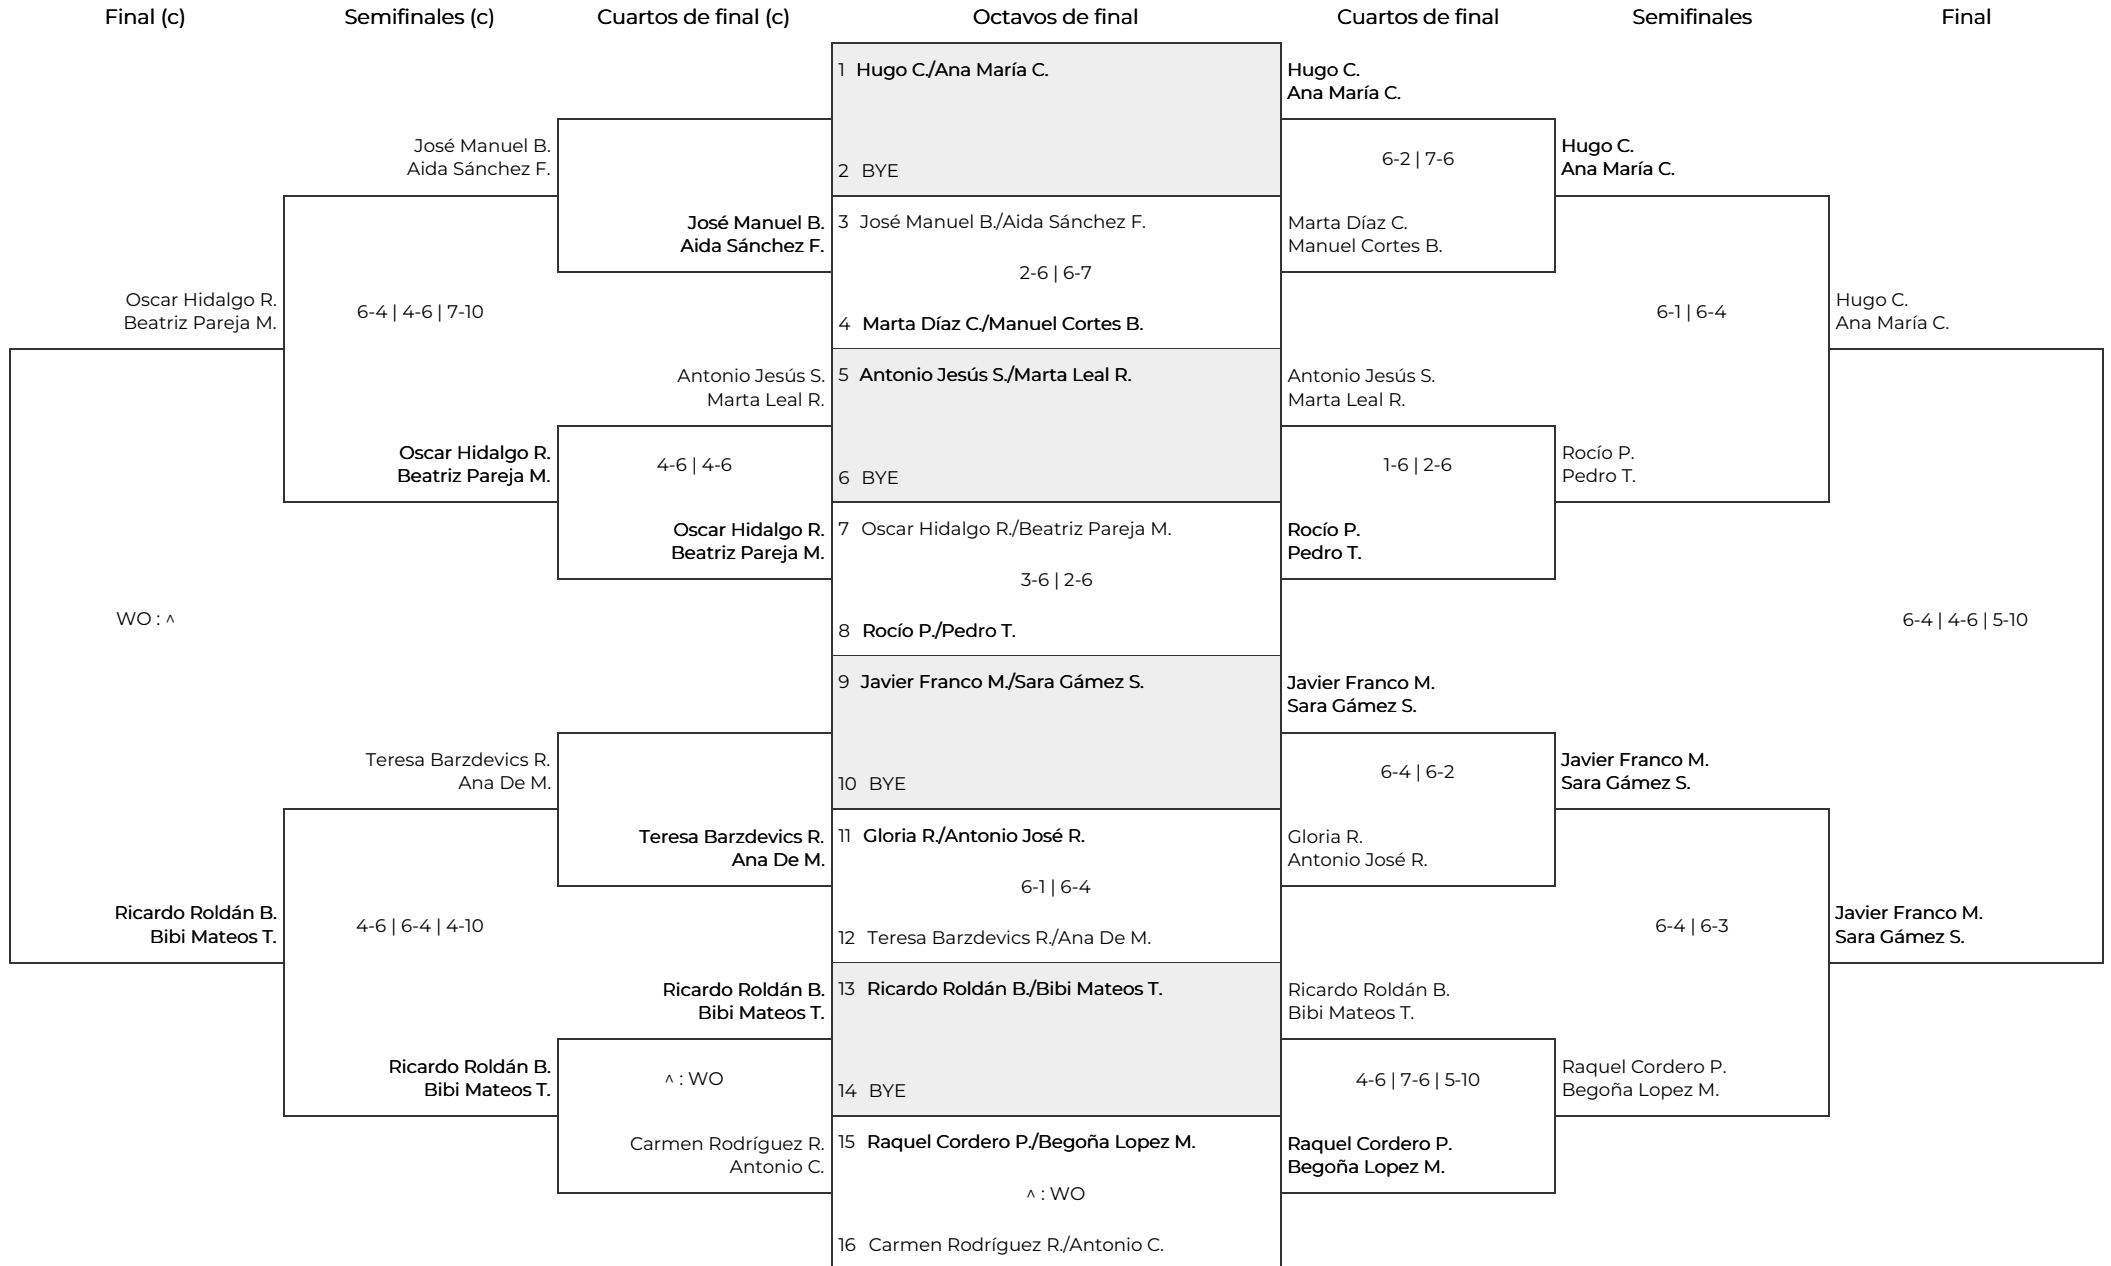 Final (c)
Semifinales (c)
Cuartos de final (c)
Octavos de final
Cuartos de final
Semifinales
Final
Oscar Hidalgo R.
Beatriz Pareja M.
WO : ^
Ricardo Roldán B.
Bibi Mateos T.
José Manuel B.
Aida Sánchez F.
6-4 | 4-6 | 7-10
Oscar Hidalgo R.
Beatriz Pareja M.
Teresa Barzdevics R.
Ana De M.
4-6 | 6-4 | 4-10
Ricardo Roldán B.
Bibi Mateos T.
José Manuel B.
Aida Sánchez F.
Antonio Jesús S.
Marta Leal R.
4-6 | 4-6
Oscar Hidalgo R.
Beatriz Pareja M.
Teresa Barzdevics R.
Ana De M.
Ricardo Roldán B.
Bibi Mateos T.
^ : WO
Carmen Rodríguez R.
Antonio C.
1 Hugo C./Ana María C.
2 BYE
3 José Manuel B./Aida Sánchez F.
2-6 | 6-7
4 Marta Díaz C./Manuel Cortes B.
5 Antonio Jesús S./Marta Leal R.
6 BYE
7 Oscar Hidalgo R./Beatriz Pareja M.
3-6 | 2-6
8 Rocío P./Pedro T.
9 Javier Franco M./Sara Gámez S.
10 BYE
11 Gloria R./Antonio José R.
6-1 | 6-4
12 Teresa Barzdevics R./Ana De M.
13 Ricardo Roldán B./Bibi Mateos T.
14 BYE
15 Raquel Cordero P./Begoña Lopez M.
^ : WO
16 Carmen Rodríguez R./Antonio C.
Hugo C.
Ana María C.
6-2 | 7-6
Marta Díaz C.
Manuel Cortes B.
Antonio Jesús S.
Marta Leal R.
1-6 | 2-6
Rocío P.
Pedro T.
Javier Franco M.
Sara Gámez S.
6-4 | 6-2
Gloria R.
Antonio José R.
Ricardo Roldán B.
Bibi Mateos T.
4-6 | 7-6 | 5-10
Raquel Cordero P.
Begoña Lopez M.
Hugo C.
Ana María C.
6-1 | 6-4
Rocío P.
Pedro T.
Javier Franco M.
Sara Gámez S.
6-4 | 6-3
Raquel Cordero P.
Begoña Lopez M.
Hugo C.
Ana María C.
6-4 | 4-6 | 5-10
Javier Franco M.
Sara Gámez S.